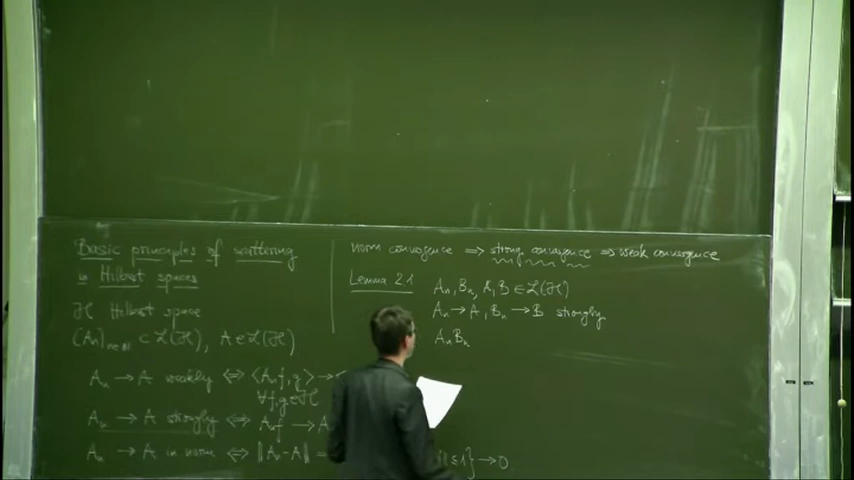 Basic principles of scattering
in Hilbert spaces
ℋ Hilbert space
(Aₙ)ₙ∈ℕ ⊂ ℒ(ℋ), A ∈ ℒ(ℋ)
Aₙ → A weakly ⇔ ⟨Aₙf, g⟩ →
∀f,g∈ℋ
Aₙ → A strongly ⇔ Aₙf → A
Aₙ → A in norm ⇔ ‖Aₙ-A‖ = ‖≤1} → 0
norm convergence ⇒ strong convergence ⇒ weak convergence
Lemma 2.1 Aₙ, Bₙ, A, B ∈ ℒ(ℋ)
Aₙ → A, Bₙ → B strongly
AₙBₙ